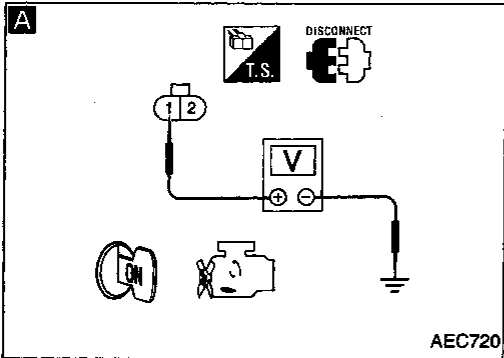 A
DISCONNECT
T.S.
1 2
V
+ −
ON
AEC720